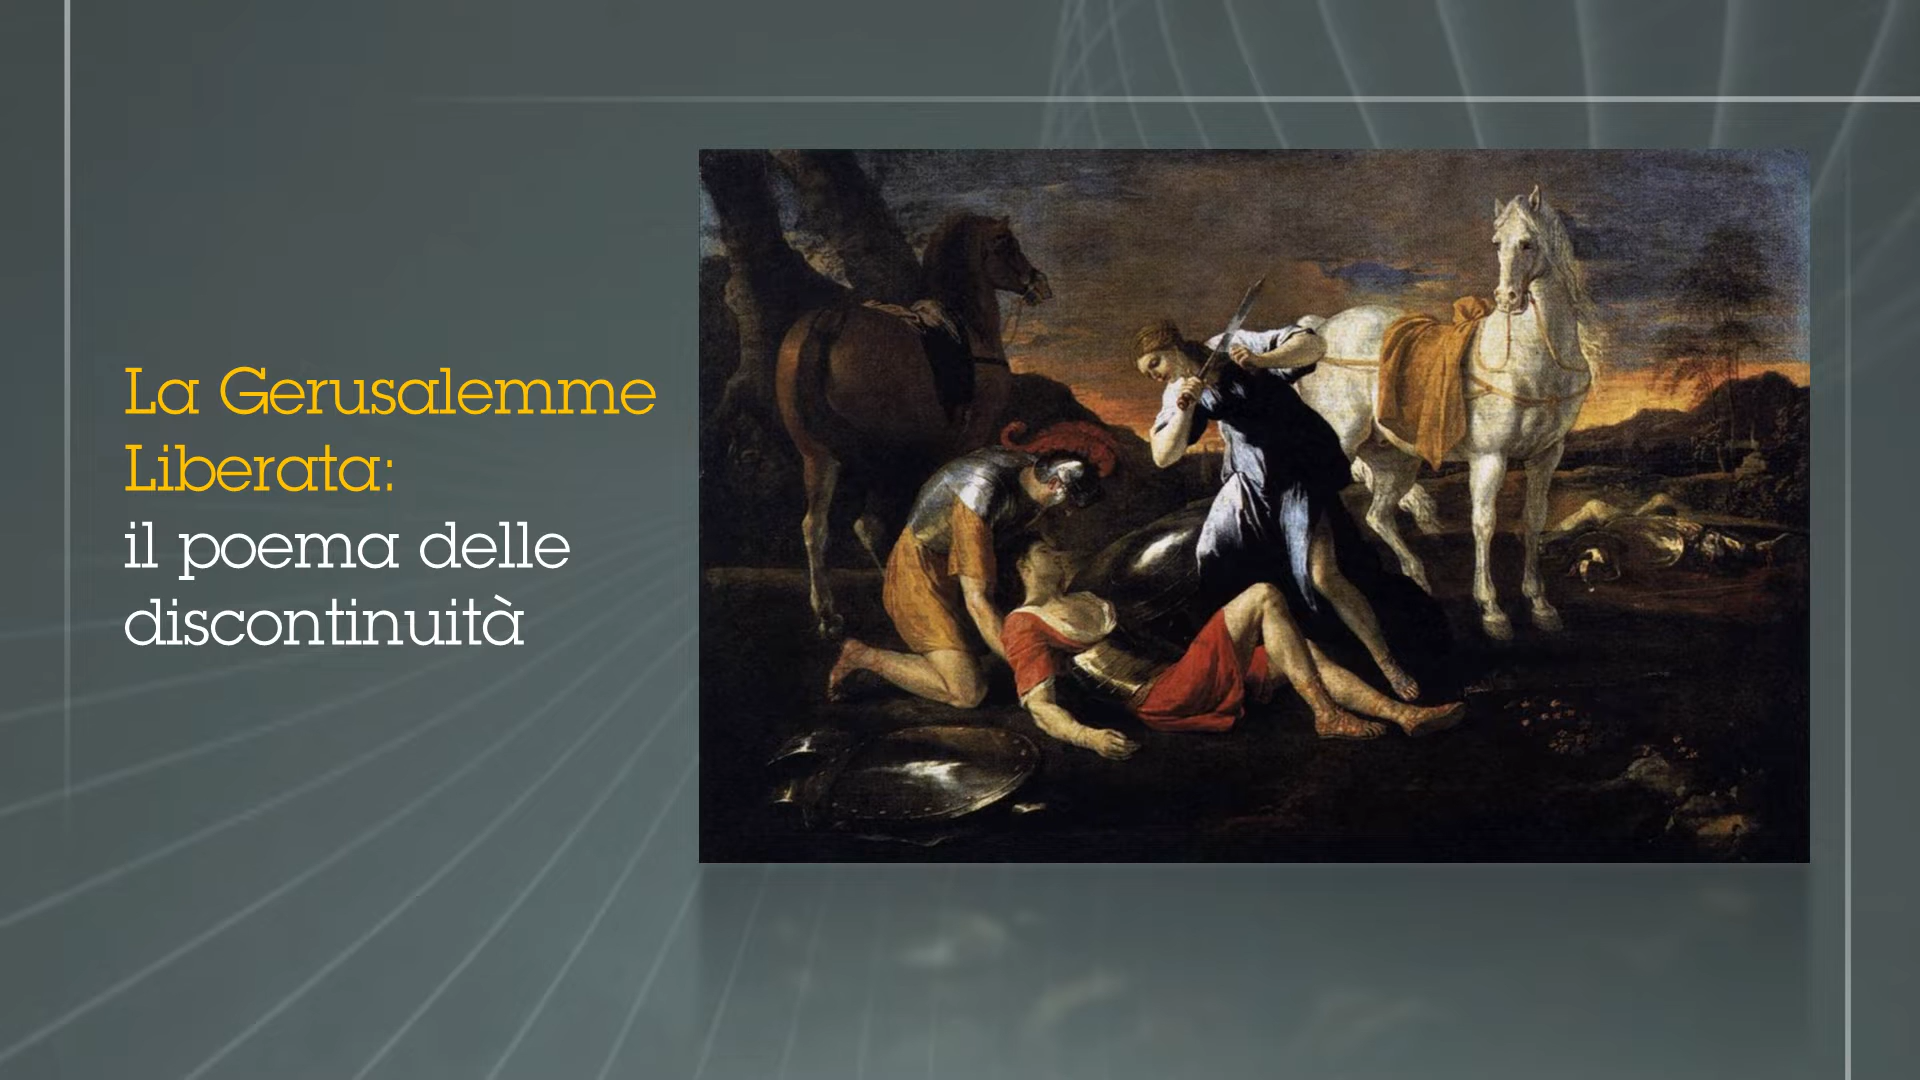 La Gerusalemme
Liberata:
il poema delle
discontinuità